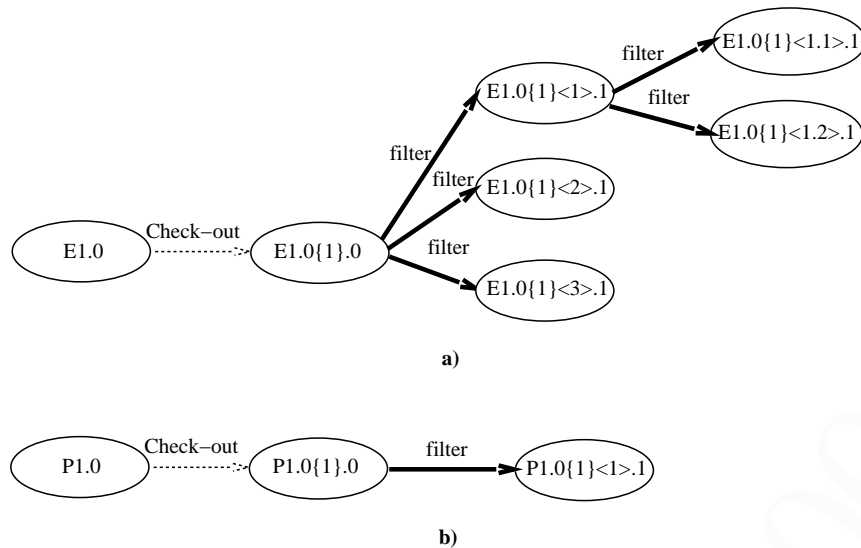 filter
E1.0{1}<1.1>.1
E1.0{1}<1>.1
filter
E1.0{1}<1.2>.1
filter
filter
E1.0{1}<2>.1
Check−out
E1.0
E1.0{1}.0
filter
E1.0{1}<3>.1
a)
Check−out
filter
P1.0
P1.0{1}.0
P1.0{1}<1>.1
b)